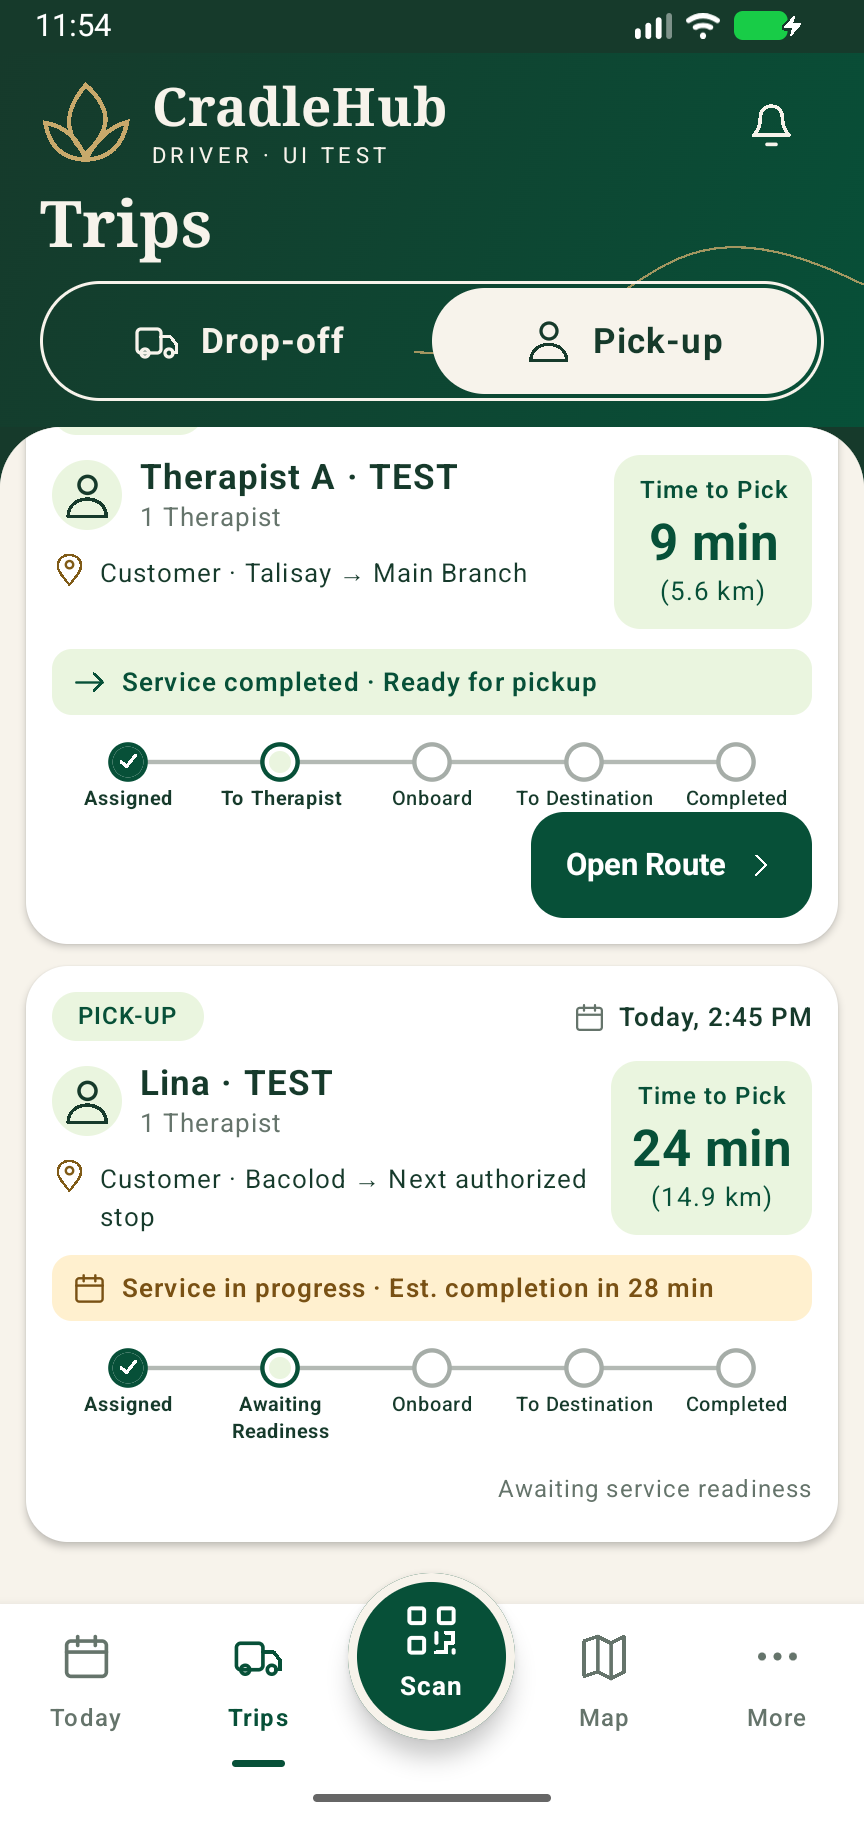 11:54
CradleHub
DRIVER · UI TEST
Trips
Drop-off
Pick-up
Therapist A · TEST
1 Therapist
Customer · Talisay → Main Branch
Time to Pick
9 min
(5.6 km)
Service completed · Ready for pickup
Assigned
To Therapist
Onboard
To Destination
Completed
Open Route
PICK-UP
Today, 2:45 PM
Lina · TEST
1 Therapist
Customer · Bacolod → Next authorized
stop
Time to Pick
24 min
(14.9 km)
Service in progress · Est. completion in 28 min
Assigned
Awaiting
Readiness
Onboard
To Destination
Completed
Awaiting service readiness
Today
Trips
Scan
Map
More